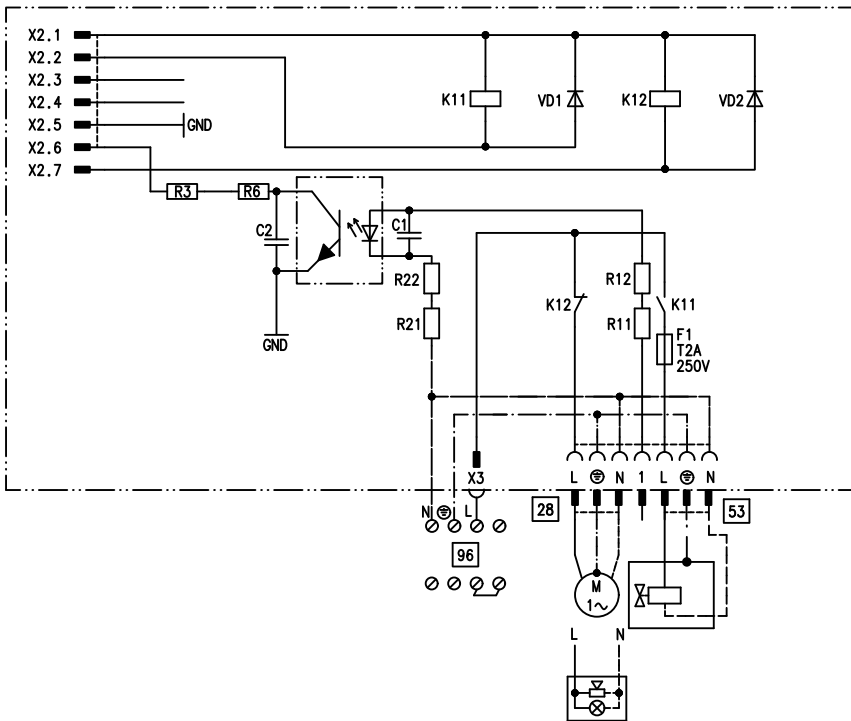 X2.1
X2.2
X2.3
X2.4
X2.5
X2.6
X2.7
GND
K11
VD1
K12
VD2
R3
R6
C2
C1
GND
R22
R21
K12
R12
R11
K11
F1
T2A
250V
X3
L
N
1
L
N
N
L
28
53
96
M
1~
L
N